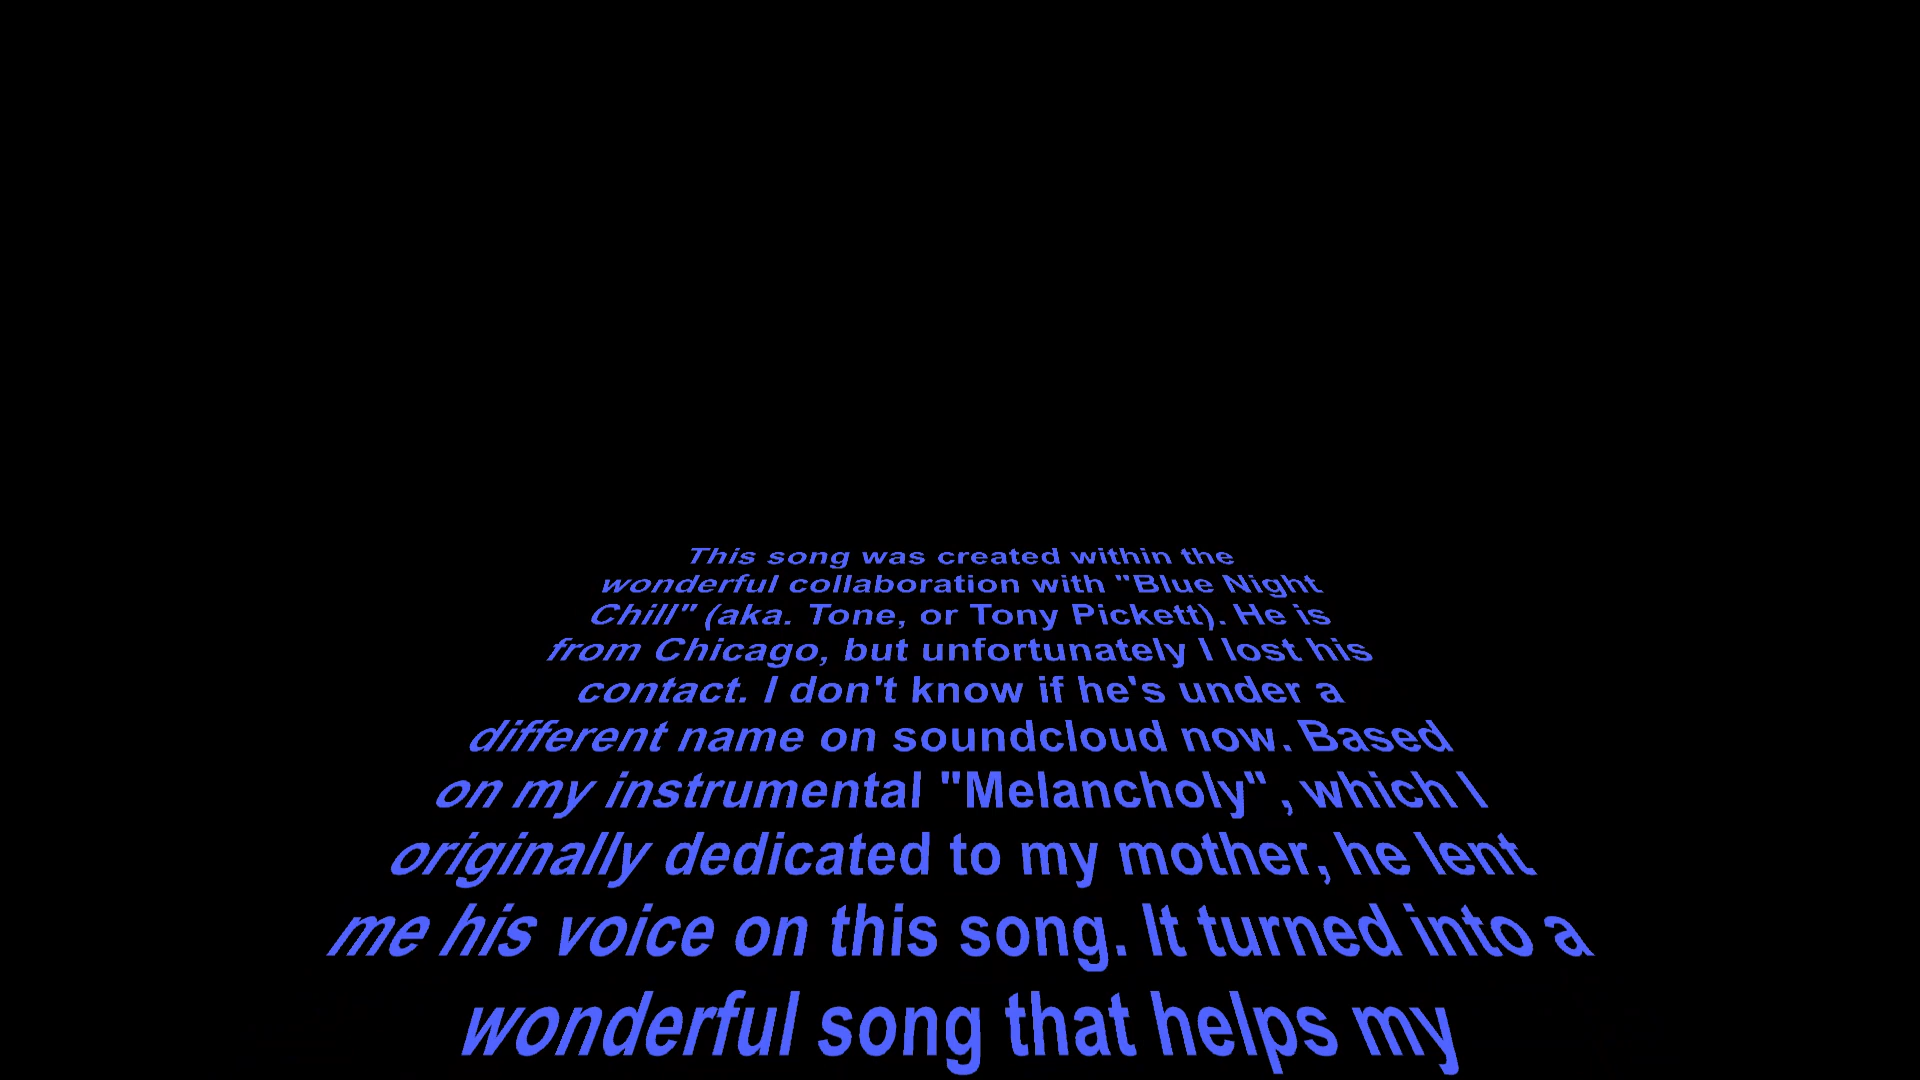 This song was created within the
wonderful collaboration with "Blue Night
Chill" (aka. Tone, or Tony Pickett). He is
from Chicago, but unfortunately I lost his
contact. I don't know if he's under a
different name on soundcloud now. Based
on my instrumental "Melancholy", which I
originally dedicated to my mother, he lent
me his voice on this song. It turned into a
wonderful song that helps my